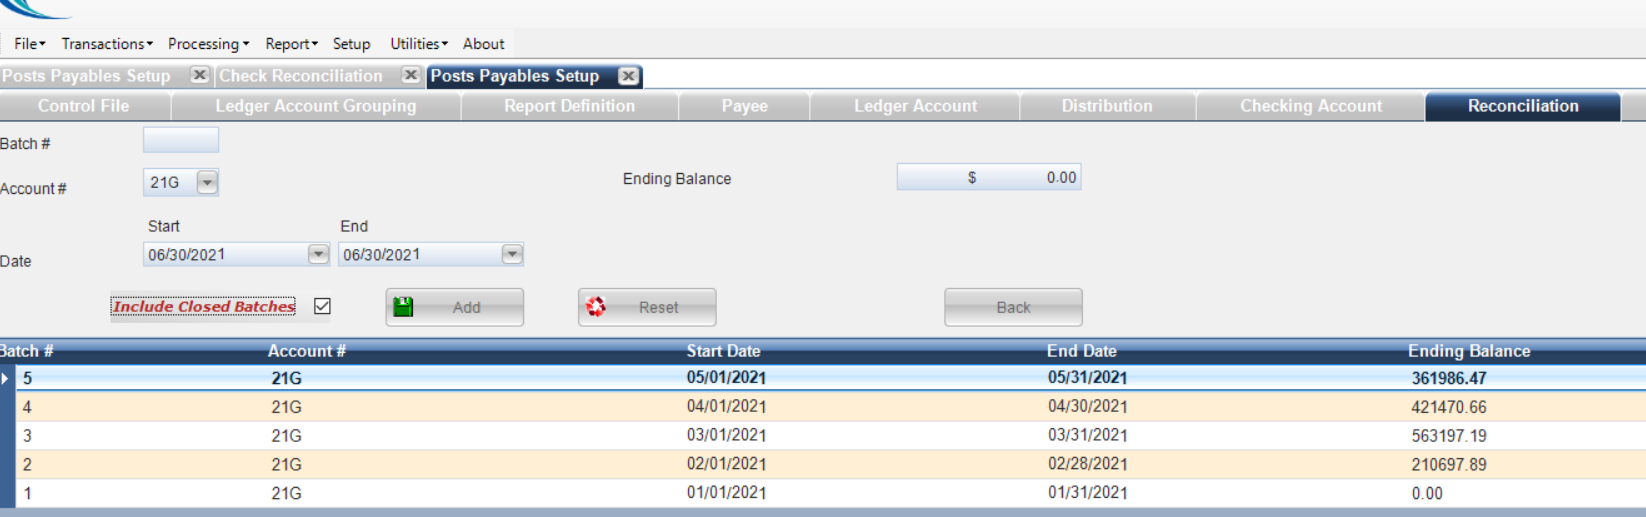 File Transactions Processing Report Setup Utilities About
Posts Payables Setup Check Reconciliation Posts Payables Setup
Control File Ledger Account Grouping Report Definition Payee Ledger Account Distribution Checking Account Reconciliation
Batch #
Account # 21G Ending Balance $ 0.00
Start End
Date 06/30/2021 06/30/2021
Include Closed Batches Add Reset Back
Batch # Account # Start Date End Date Ending Balance
5 21G 05/01/2021 05/31/2021 361986.47
4 21G 04/01/2021 04/30/2021 421470.66
3 21G 03/01/2021 03/31/2021 563197.19
2 21G 02/01/2021 02/28/2021 210697.89
1 21G 01/01/2021 01/31/2021 0.00